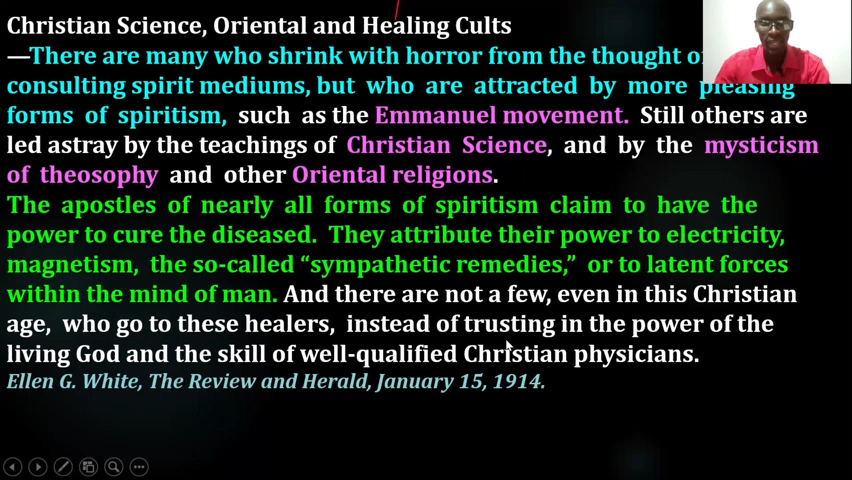 Christian Science, Oriental and Healing Cults
—There are many who shrink with horror from the thought
consulting spirit mediums, but who are attracted by more pleasing
forms of spiritism, such as the Emmanuel movement. Still others are
led astray by the teachings of Christian Science, and by the mysticism
of theosophy and other Oriental religions.
The apostles of nearly all forms of spiritism claim to have the
power to cure the diseased. They attribute their power to electricity,
magnetism, the so-called “sympathetic remedies,” or to latent forces
within the mind of man. And there are not a few, even in this Christian
age, who go to these healers, instead of trusting in the power of the
living God and the skill of well-qualified Christian physicians.
Ellen G. White, The Review and Herald, January 15, 1914.